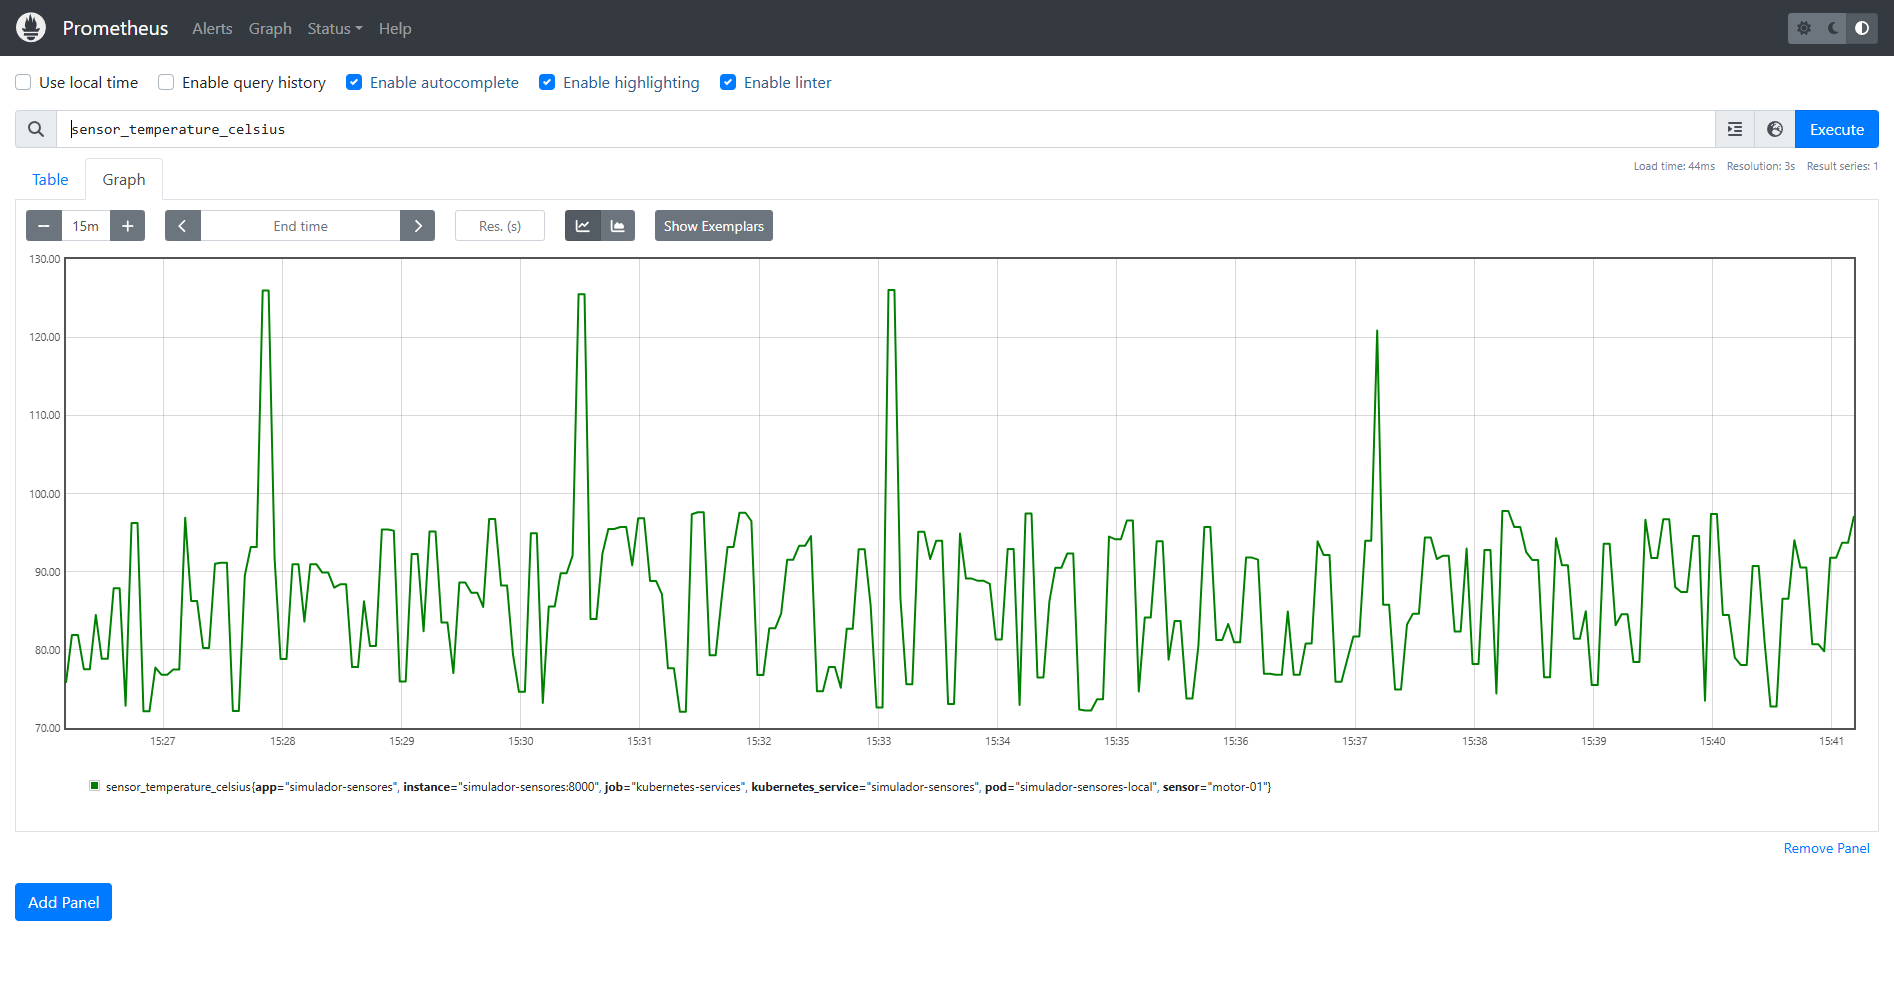 Prometheus Alerts Graph Status Help
Use local time Enable query history Enable autocomplete Enable highlighting Enable linter
sensor_temperature_celsius Execute
Table Graph Load time: 44ms Resolution: 3s Result series: 1
15m End time Res. (s) Show Exemplars
130.00
120.00
110.00
100.00
90.00
80.00
70.00
15:27 15:28 15:29 15:30 15:31 15:32 15:33 15:34 15:35 15:36 15:37 15:38 15:39 15:40 15:41
sensor_temperature_celsius{app="simulador-sensores", instance="simulador-sensores:8000", job="kubernetes-services", kubernetes_service="simulador-sensores", pod="simulador-sensores-local", sensor="motor-01"}
Remove Panel
Add Panel